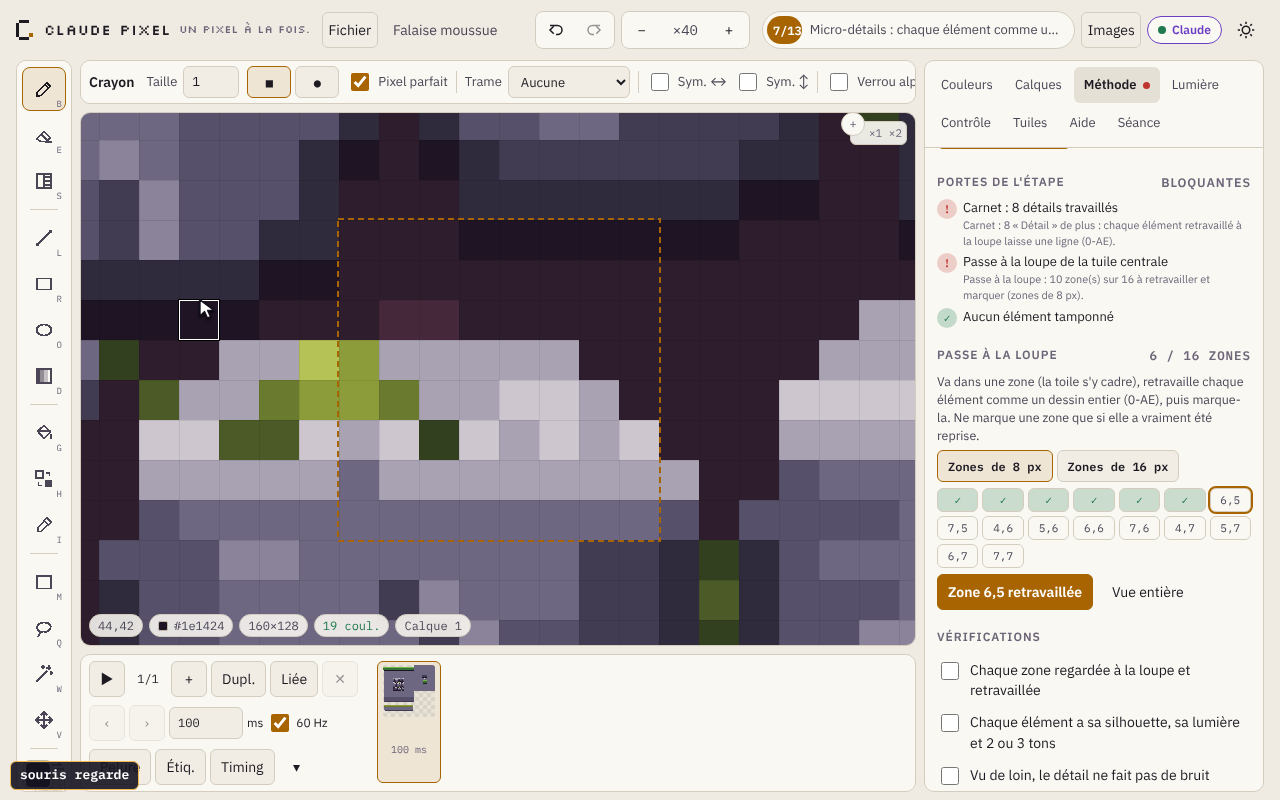 CLAUDE PIXEL UN PIXEL À LA FOIS. Fichier Falaise moussue − ×40 + 7/13 Micro-détails : chaque élément comme u… Images Claude
Crayon Taille 1 ■ ● Pixel parfait Trame Aucune Sym. ↔ Sym. ↕ Verrou alp
B
E
S
L
R
O
D
G
H
I
M
Q
W
V
+ ×1 ×2
44,42 #1e1424 160×128 19 coul. Calque 1
▶ 1/1 + Dupl. Liée ×
‹ › 100 ms 60 Hz
Étiq. Timing ▼
100 ms
souris regarde
Couleurs Calques Méthode Lumière
Contrôle Tuiles Aide Séance
PORTES DE L'ÉTAPE BLOQUANTES
! Carnet : 8 détails travaillés
Carnet : 8 « Détail » de plus : chaque élément retravaillé à
la loupe laisse une ligne (0-AE).
! Passe à la loupe de la tuile centrale
Passe à la loupe : 10 zone(s) sur 16 à retravailler et
marquer (zones de 8 px).
✓ Aucun élément tamponné
PASSE À LA LOUPE 6 / 16 ZONES
Va dans une zone (la toile s'y cadre), retravaille chaque
élément comme un dessin entier (0-AE), puis marque-
la. Ne marque une zone que si elle a vraiment été
reprise.
Zones de 8 px Zones de 16 px
✓ ✓ ✓ ✓ ✓ ✓ 6,5
7,5 4,6 5,6 6,6 7,6 4,7 5,7
6,7 7,7
Zone 6,5 retravaillée Vue entière
VÉRIFICATIONS
Chaque zone regardée à la loupe et
retravaillée
Chaque élément a sa silhouette, sa lumière
et 2 ou 3 tons
Vu de loin, le détail ne fait pas de bruit